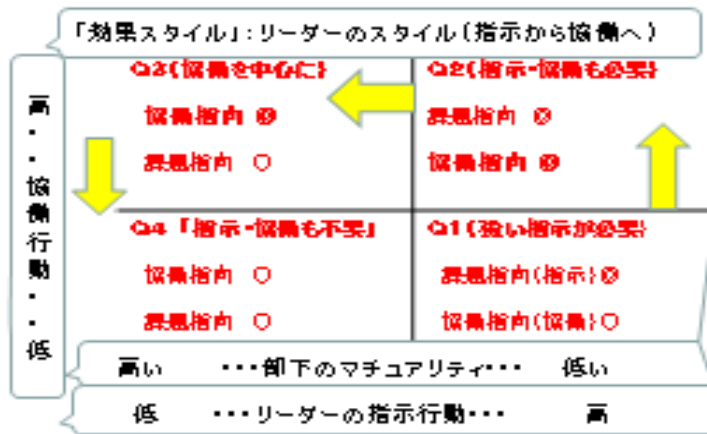 「効果スタイル」:リーダーのスタイル(指示から協働へ)
高・・協働行動・・低
Q3(協働を中心に)
協働指向 ◎
課題指向 ○
Q2(指示・協働も必要)
課題指向 ◎
協働指向 ◎
Q4「指示・協働も不要」
協働指向 ○
課題指向 ○
Q1(強い指示が必要)
課題指向(指示)◎
協働指向(協働)○
高い ・・・部下のマチュアリティ・・・ 低い
低 ・・・リーダーの指示行動・・・ 高